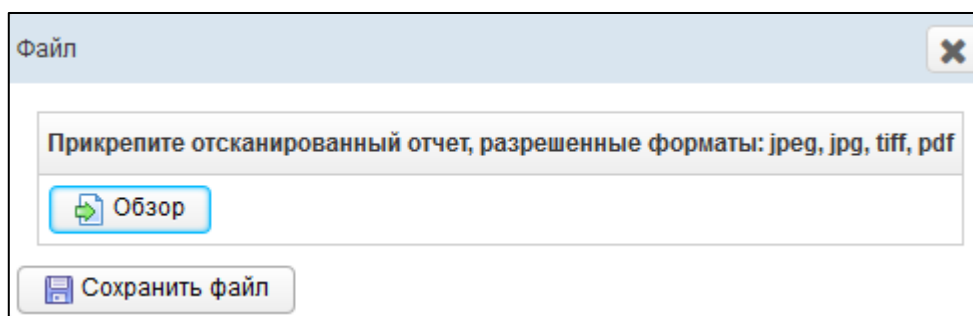 Файл
Прикрепите отсканированный отчет, разрешенные форматы: jpeg, jpg, tiff, pdf
Обзор
Сохранить файл